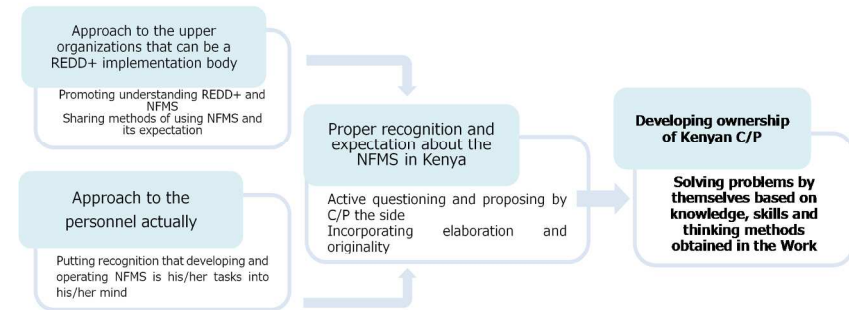 Approach to the upper
organizations that can be a
REDD+ implementation body
Promoting understanding REDD+ and
NFMS
Sharing methods of using NFMS and
its expectation
Approach to the
personnel actually
Putting recognition that developing and
operating NFMS is his/her tasks into
his/her mind
Proper recognition and
expectation about the
NFMS in Kenya
Active questioning and proposing by
C/P the side
Incorporating elaboration and
originality
Developing ownership
of Kenyan C/P
Solving problems by
themselves based on
knowledge, skills and
thinking methods
obtained in the Work